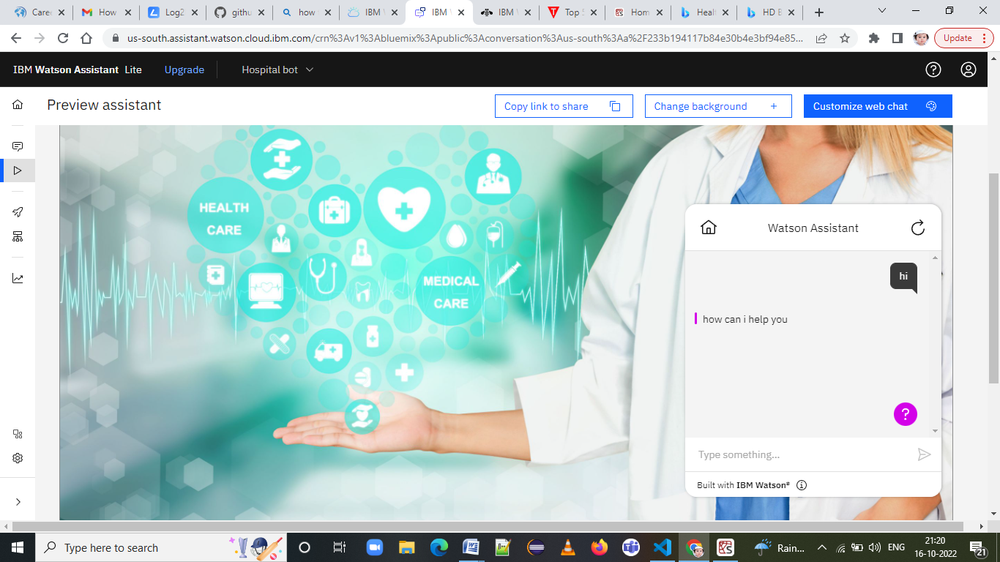 Caree
How
Log2
githu
how
IBM W
IBM W
IBM W
Top 5
Hom
Healt
HD B
us-south.assistant.watson.cloud.ibm.com/crn%3Av1%3Abluemix%3Apublic%3Aconversation%3Aus-south%3Aa%2F233b194117b84e30b4e3bf94e85...
Update
IBM Watson Assistant Lite
Upgrade
Hospital bot
Preview assistant
Copy link to share
Change background +
Customize web chat
HEALTH
CARE
MEDICAL
CARE
Watson Assistant
hi
how can i help you
?
Type something...
Built with IBM Watson®
Type here to search
Rain...
ENG
21:20
16-10-2022
21